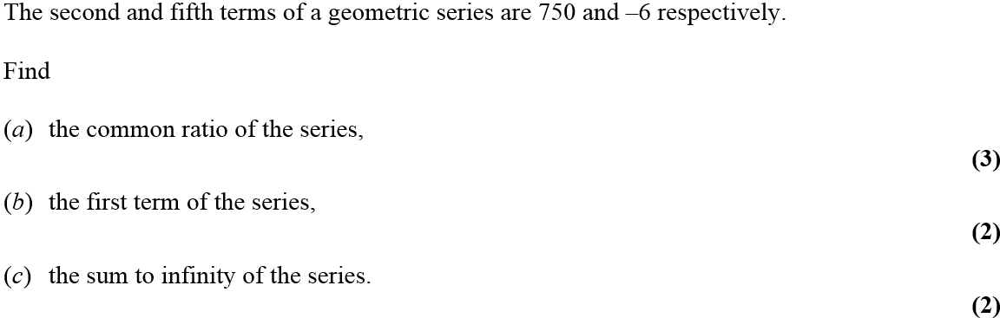 The second and fifth terms of a geometric series are 750 and –6 respectively.
Find
(a) the common ratio of the series,
(3)
(b) the first term of the series,
(2)
(c) the sum to infinity of the series.
(2)